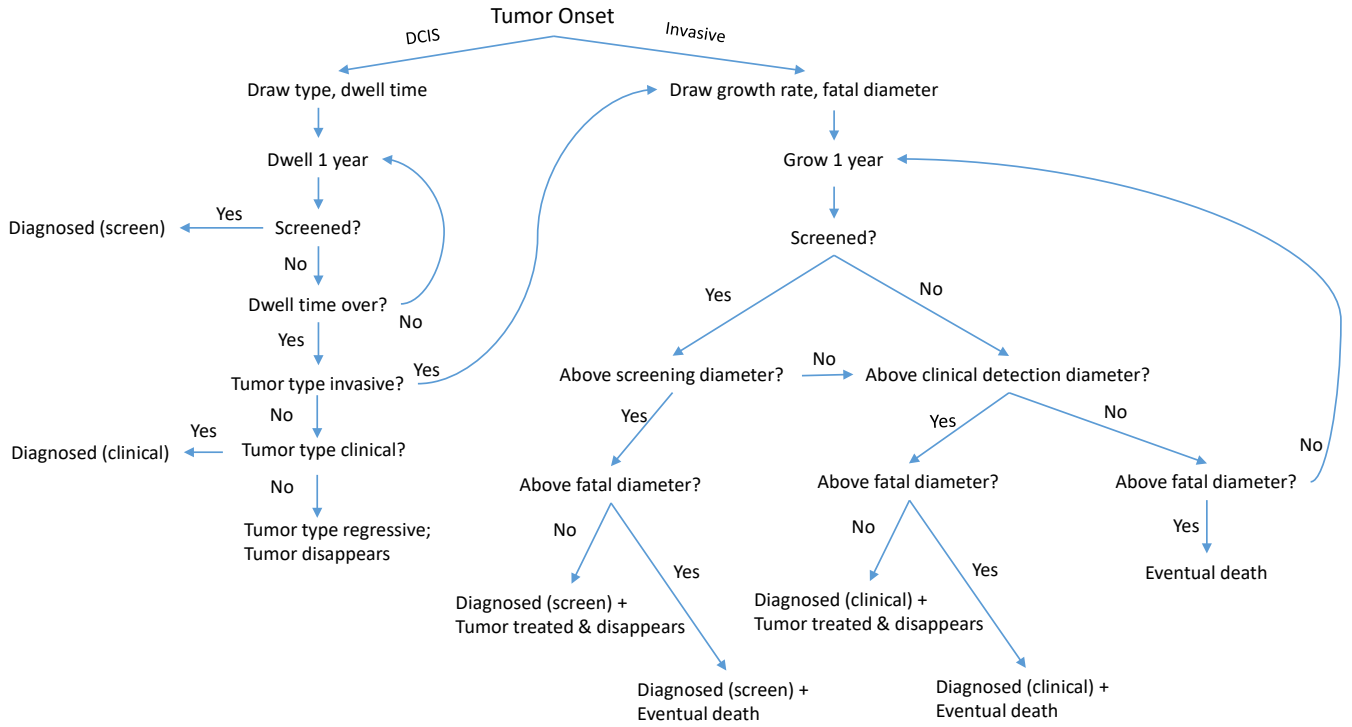 Tumor Onset
DCIS
Invasive
Draw type, dwell time
Draw growth rate, fatal diameter
Dwell 1 year
Grow 1 year
Diagnosed (screen)
Yes
Screened?
Screened?
No
Yes
No
Dwell time over?
No
Yes
Tumor type invasive?
Yes
Above screening diameter?
No
Above clinical detection diameter?
No
Yes
Yes
No
Diagnosed (clinical)
Yes
Tumor type clinical?
No
No
Above fatal diameter?
Above fatal diameter?
Above fatal diameter?
Tumor type regressive;
Tumor disappears
No
Yes
No
Yes
Yes
Eventual death
Diagnosed (screen) +
Tumor treated & disappears
Diagnosed (clinical) +
Tumor treated & disappears
Diagnosed (screen) +
Eventual death
Diagnosed (clinical) +
Eventual death